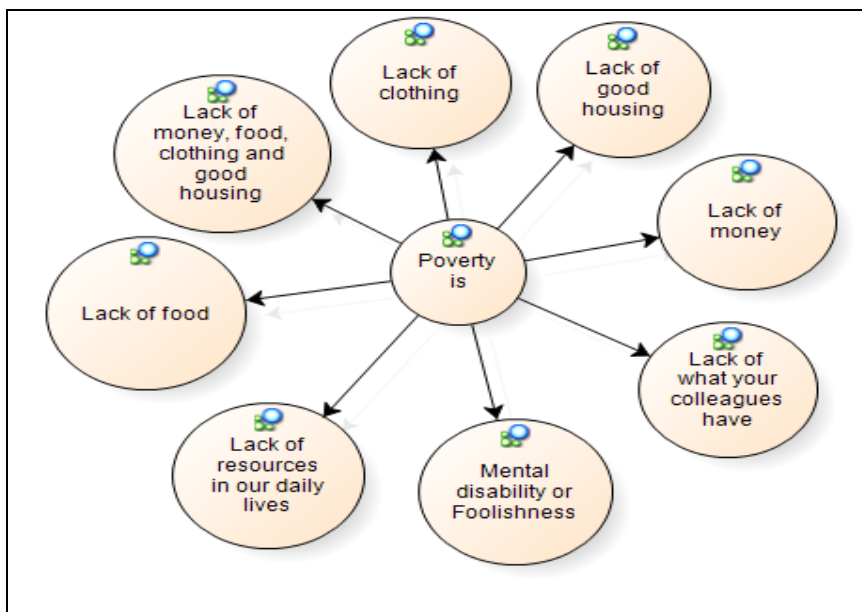 Lack of
clothing
Lack of
good
housing
Lack of
money, food,
clothing and
good
housing
Lack of
money
Poverty
is
Lack of food
Lack of
what your
colleagues
have
Lack of
resources
in our daily
lives
Mental
disability or
Foolishness